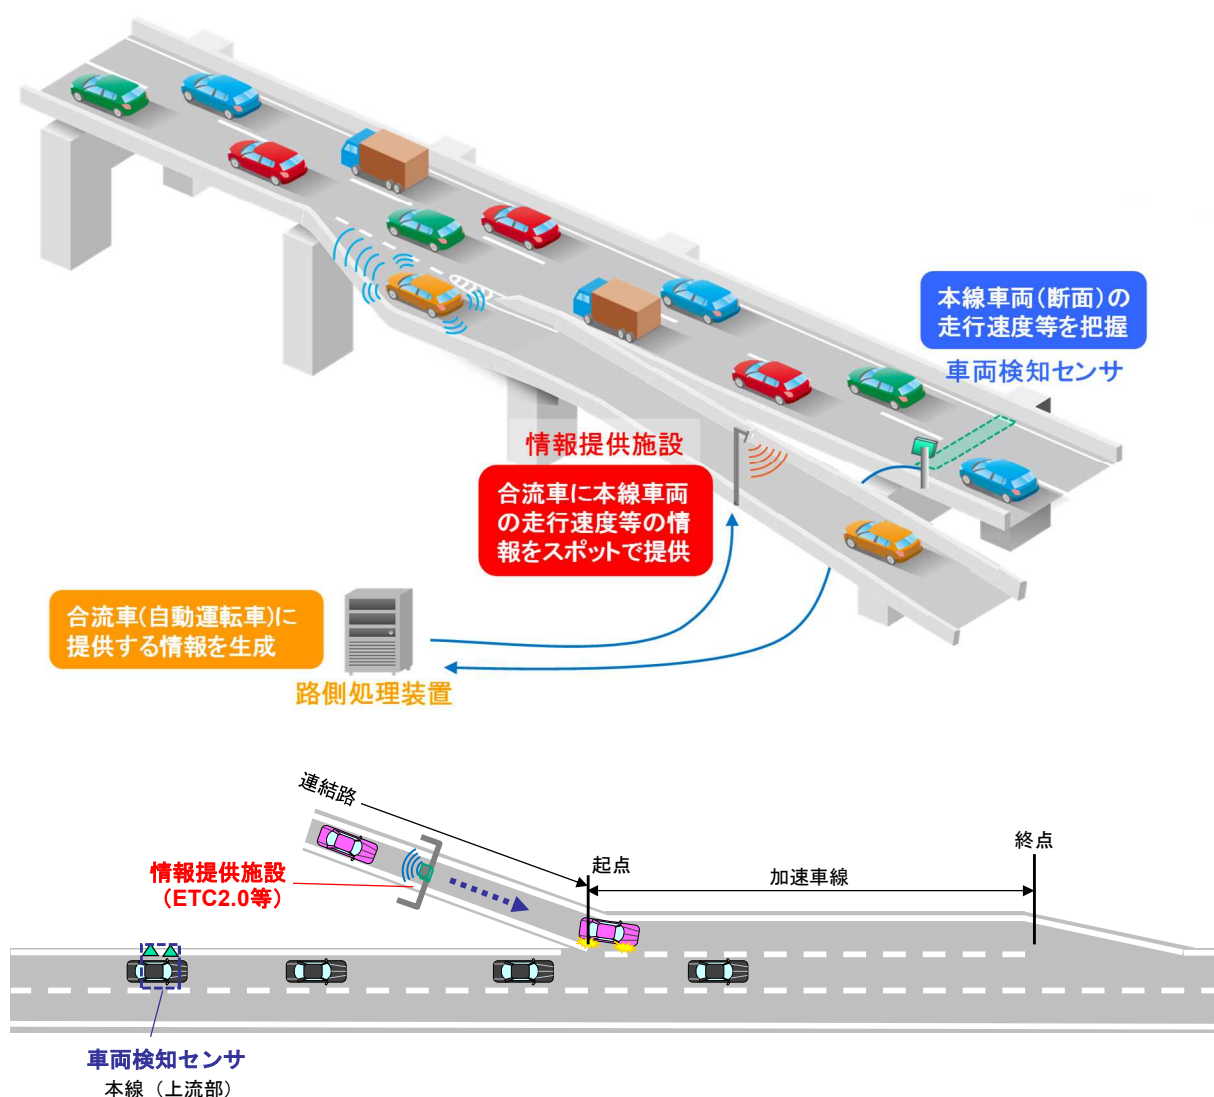 本線車両(断面)の
走行速度等を把握
車両検知センサ
情報提供施設
合流車に本線車両
の走行速度等の情
報をスポットで提供
合流車(自動運転車)に
提供する情報を生成
路側処理装置
連結路
情報提供施設
（ETC2.0等）
起点
加速車線
終点
車両検知センサ
本線（上流部）